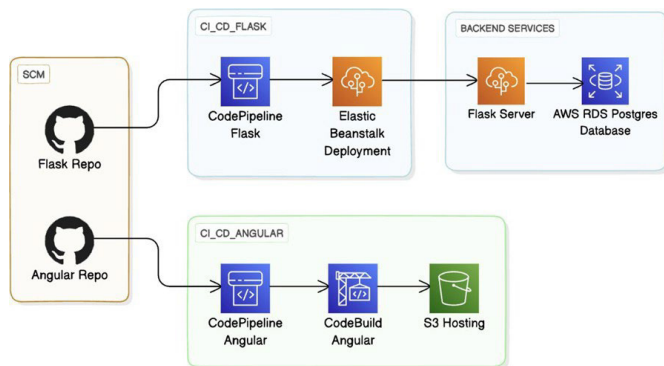 CI_CD_FLASK
BACKEND SERVICES
SCM
CodePipeline
Flask
Elastic
Beanstalk
Deployment
Flask Server
AWS RDS Postgres
Database
Flask Repo
Angular Repo
CI_CD_ANGULAR
CodePipeline
Angular
CodeBuild
Angular
S3 Hosting